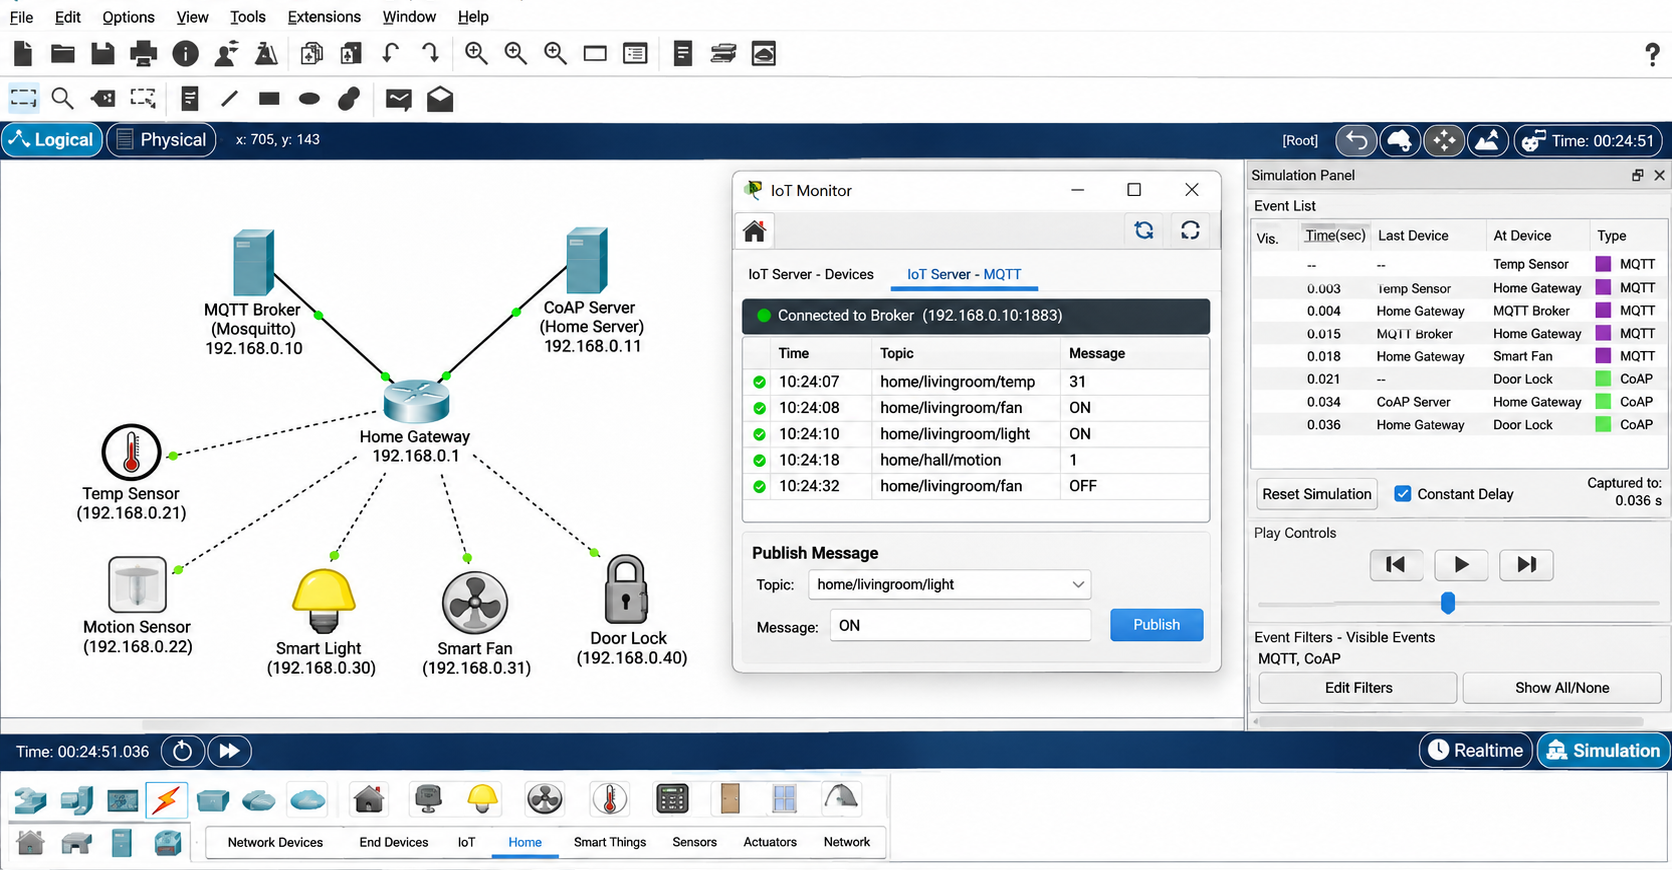 File Edit Options View Tools Extensions Window Help
?
Logical Physical x: 705, y: 143 [Root] Time: 00:24:51
MQTT Broker
(Mosquitto)
192.168.0.10
CoAP Server
(Home Server)
192.168.0.11
Home Gateway
192.168.0.1
Temp Sensor
(192.168.0.21)
Motion Sensor
(192.168.0.22)
Smart Light
(192.168.0.30)
Smart Fan
(192.168.0.31)
Door Lock
(192.168.0.40)
IoT Monitor
IoT Server - Devices IoT Server - MQTT
Connected to Broker (192.168.0.10:1883)
Time Topic Message
10:24:07 home/livingroom/temp 31
10:24:08 home/livingroom/fan ON
10:24:10 home/livingroom/light ON
10:24:18 home/hall/motion 1
10:24:32 home/livingroom/fan OFF
Publish Message
Topic: home/livingroom/light
Message: ON Publish
Simulation Panel
Event List
Vis. Time(sec) Last Device At Device Type
-- -- Temp Sensor MQTT
0.003 Temp Sensor Home Gateway MQTT
0.004 Home Gateway MQTT Broker MQTT
0.015 MQTT Broker Home Gateway MQTT
0.018 Home Gateway Smart Fan MQTT
0.021 -- Door Lock CoAP
0.034 CoAP Server Home Gateway CoAP
0.036 Home Gateway Door Lock CoAP
Reset Simulation Constant Delay Captured to:
0.036 s
Play Controls
Event Filters - Visible Events
MQTT, CoAP
Edit Filters Show All/None
Time: 00:24:51.036 Realtime Simulation
Network Devices End Devices IoT Home Smart Things Sensors Actuators Network